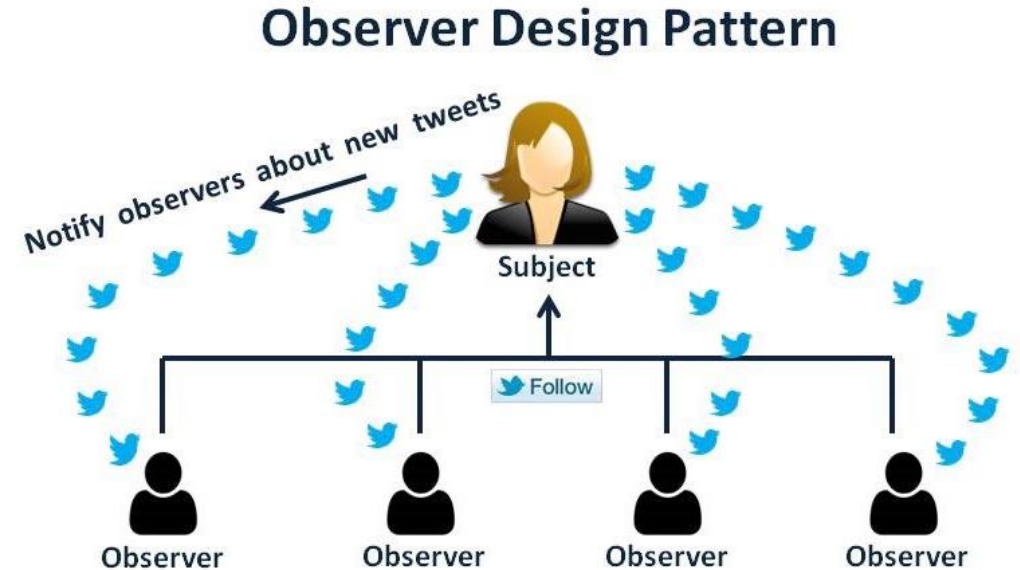 Observer Design Pattern
Notify observers about new tweets
Subject
Follow
Observer
Observer
Observer
Observer